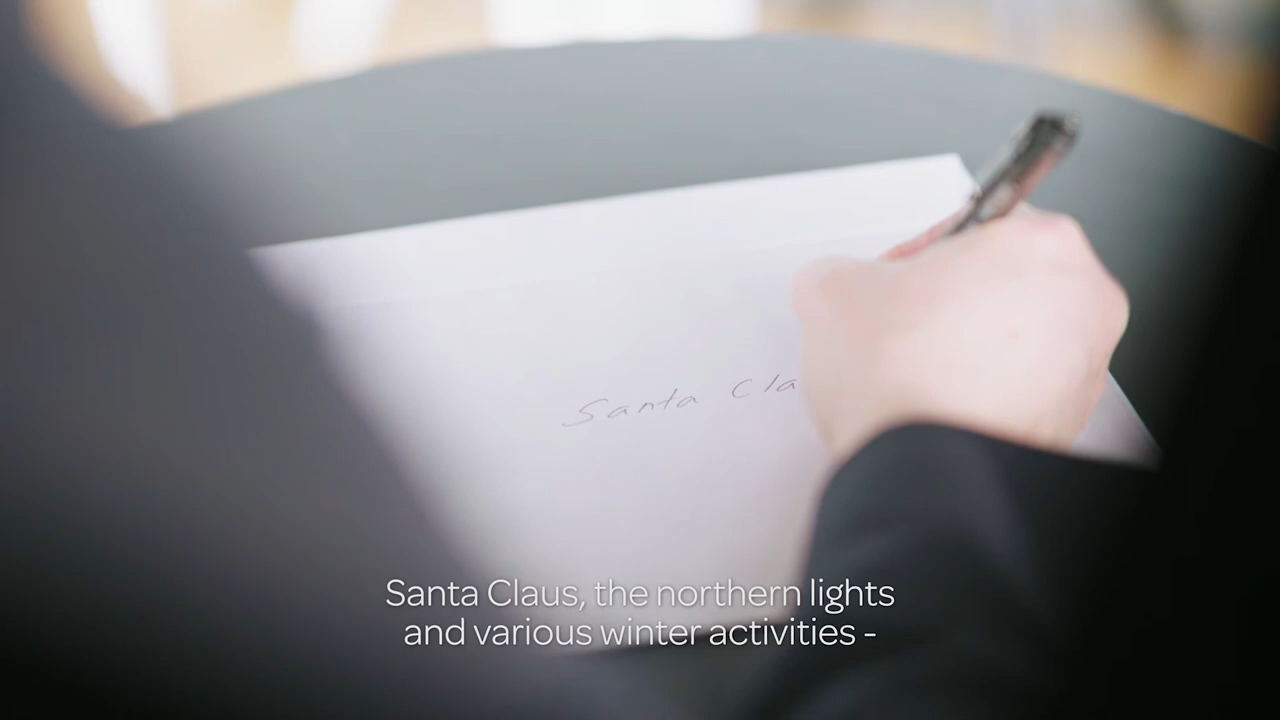 Santa Cla
Santa Claus, the northern lights
and various winter activities -